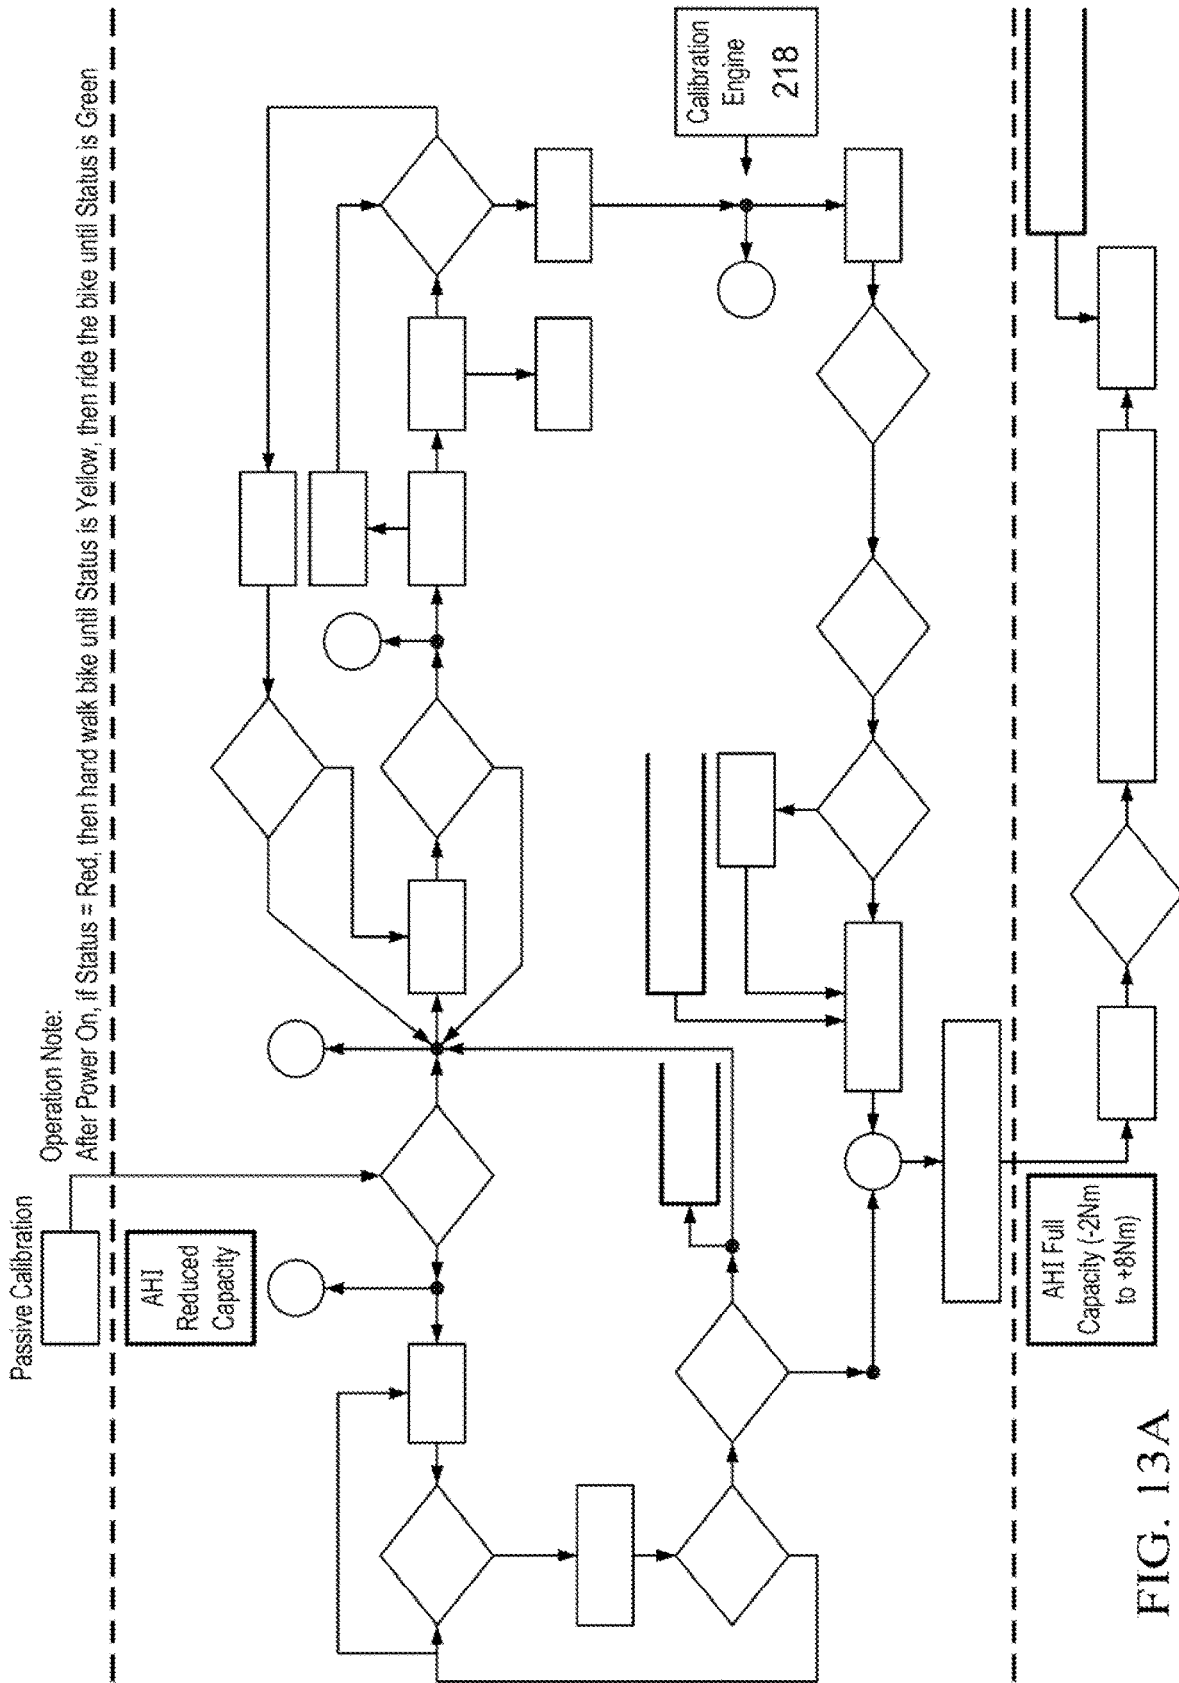 Passive Calibration
Operation Note:
After Power On, if Status = Red, then hand walk bike until Status is Yellow, then ride the bike until Status is Green
AHI
Reduced
Capacity
Calibration
Engine
218
AHI Full
Capacity (-2Nm
to +8Nm)
FIG. 13A